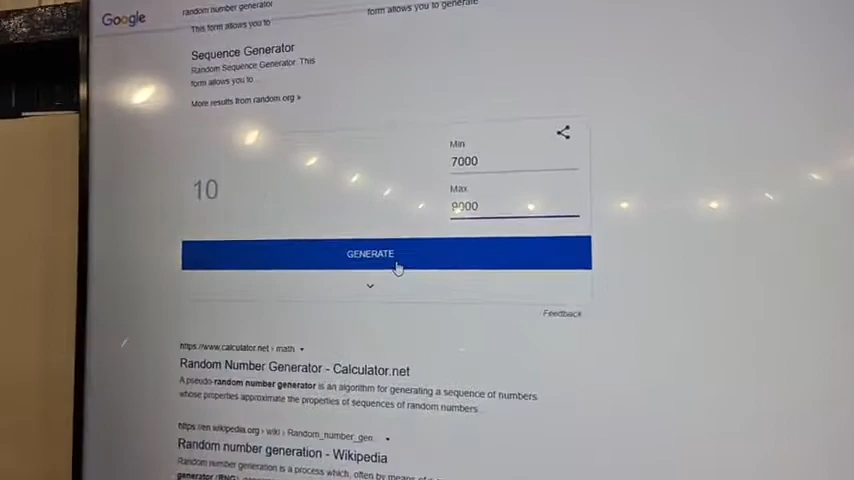 Google
random number generator
This form allows you to
form allows you to generate
Sequence Generator
Random Sequence Generator. This
form allows you to ...
More results from random.org »
Min
7000
10
Max
9000
GENERATE
Feedback
https://www.calculator.net › math
Random Number Generator - Calculator.net
A pseudo-random number generator is an algorithm for generating a sequence of numbers
whose properties approximate the properties of sequences of random numbers...
https://en.wikipedia.org › wiki › Random_number_gen...
Random number generation - Wikipedia
Random number generation is a process which, often by means of a
generator (RNG),